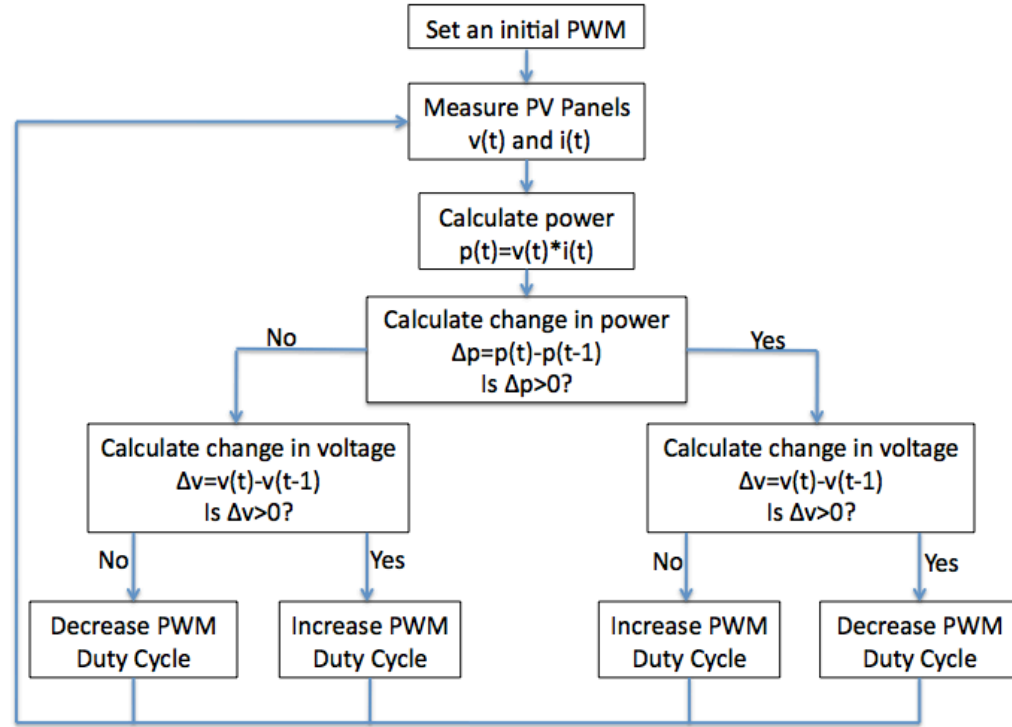 Set an initial PWM
Measure PV Panels
v(t) and i(t)
Calculate power
p(t)=v(t)*i(t)
Calculate change in power
Δp=p(t)-p(t-1)
Is Δp>0?
No
Yes
Calculate change in voltage
Δv=v(t)-v(t-1)
Is Δv>0?
Calculate change in voltage
Δv=v(t)-v(t-1)
Is Δv>0?
No
Yes
No
Yes
Decrease PWM
Duty Cycle
Increase PWM
Duty Cycle
Increase PWM
Duty Cycle
Decrease PWM
Duty Cycle